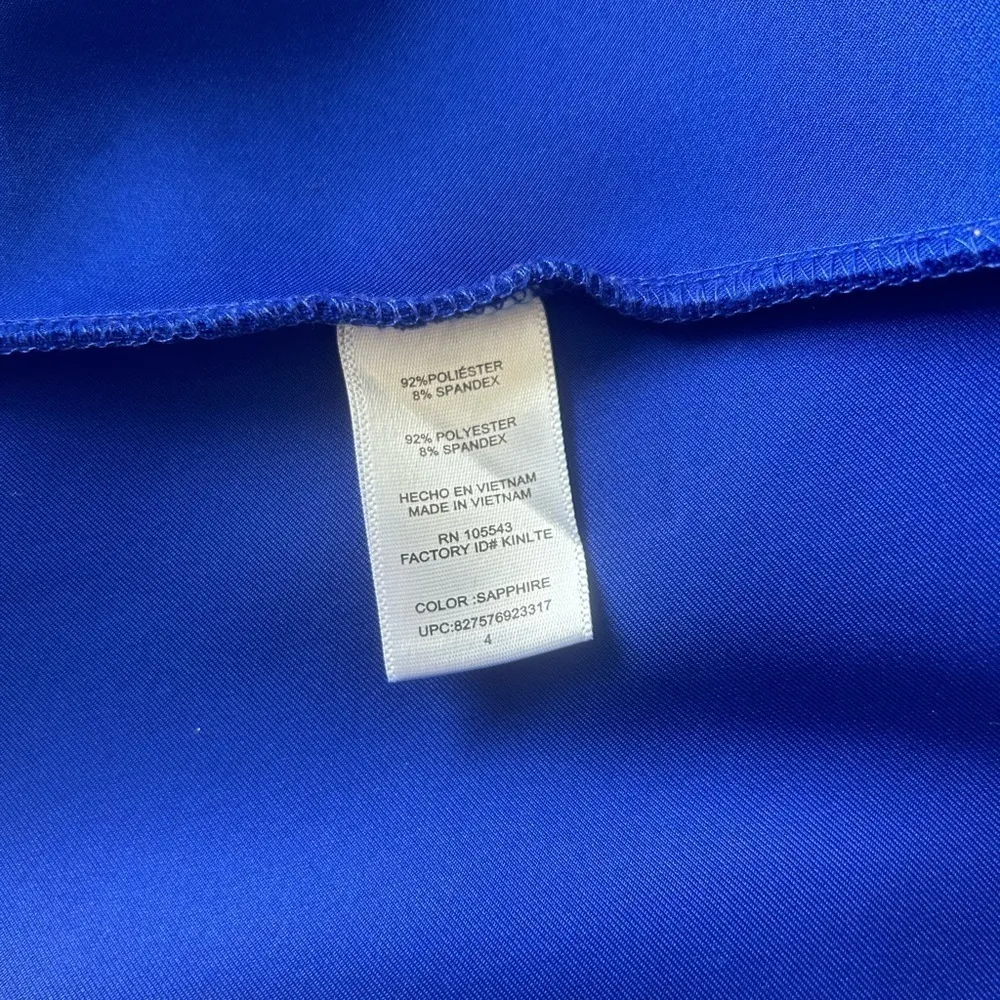 92%POLIÉSTER
8% SPANDEX
92% POLYESTER
8% SPANDEX
HECHO EN VIETNAM
MADE IN VIETNAM
RN 105543
FACTORY ID# KINLTE
COLOR :SAPPHIRE
UPC:827576923317
4